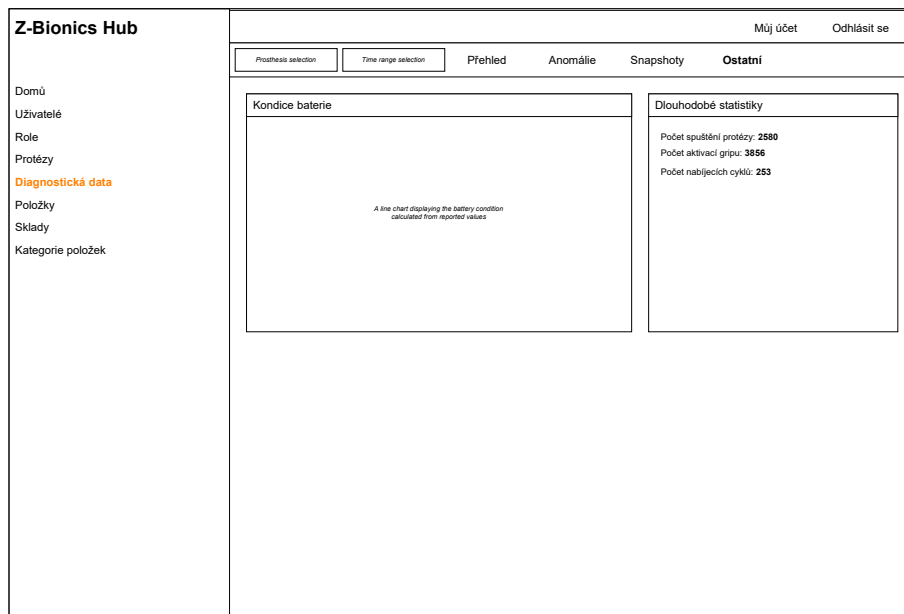 Z-Bionics Hub
Můj účet
Odhlásit se
Prosthesis selection
Time range selection
Přehled
Anomálie
Snapshoty
Ostatní
Domů
Uživatelé
Role
Protézy
Diagnostická data
Položky
Sklady
Kategorie položek
Kondice baterie
A line chart displaying the battery condition
calculated from reported values
Dlouhodobé statistiky
Počet spuštění protézy: 2580
Počet aktivací gripu: 3856
Počet nabíjecích cyklů: 253